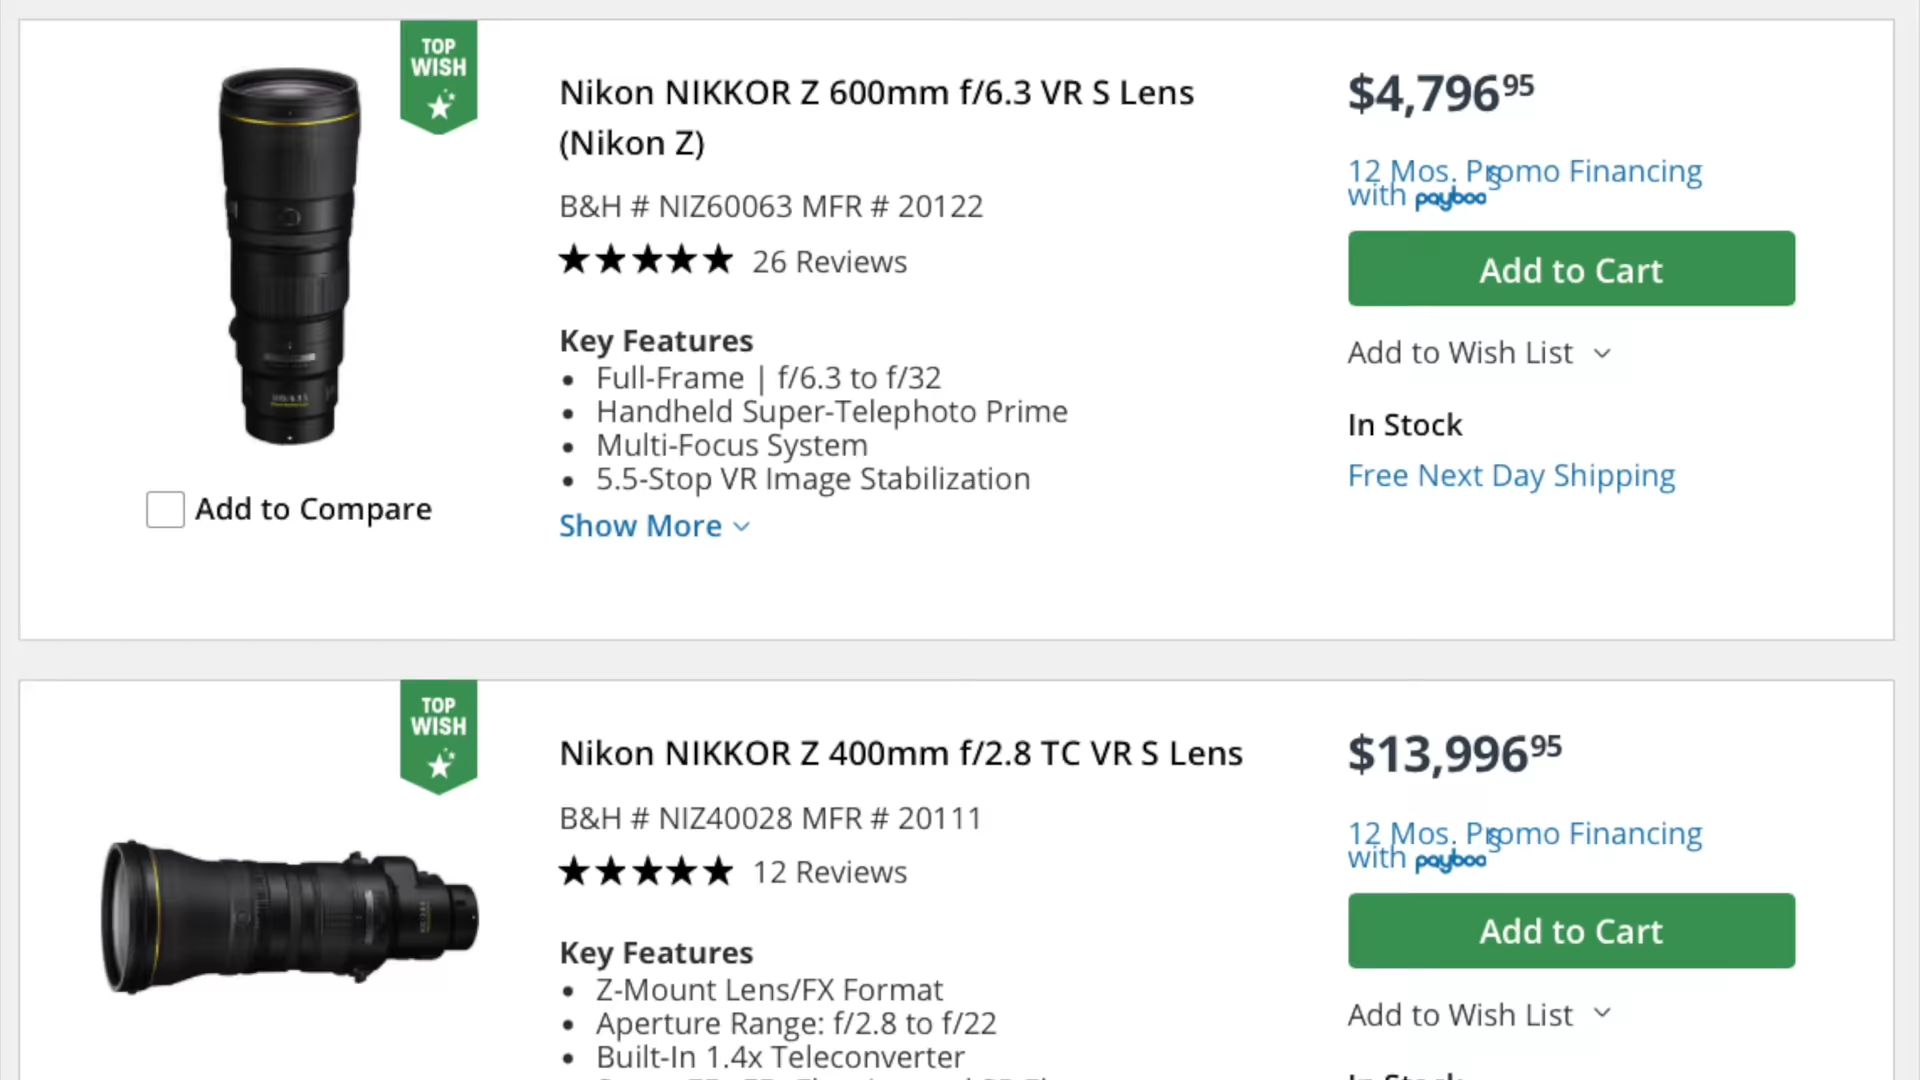 TOP
WISH
Nikon NIKKOR Z 600mm f/6.3 VR S Lens
(Nikon Z)
B&H # NIZ60063 MFR # 20122
26 Reviews
Key Features
• Full-Frame | f/6.3 to f/32
• Handheld Super-Telephoto Prime
• Multi-Focus System
• 5.5-Stop VR Image Stabilization
Show More
Add to Compare
$4,796.95
12 Mos. Promo Financing
with payboo
Add to Cart
Add to Wish List
In Stock
Free Next Day Shipping
TOP
WISH
Nikon NIKKOR Z 400mm f/2.8 TC VR S Lens
B&H # NIZ40028 MFR # 20111
12 Reviews
Key Features
• Z-Mount Lens/FX Format
• Aperture Range: f/2.8 to f/22
• Built-In 1.4x Teleconverter
$13,996.95
12 Mos. Promo Financing
with payboo
Add to Cart
Add to Wish List
In Stock